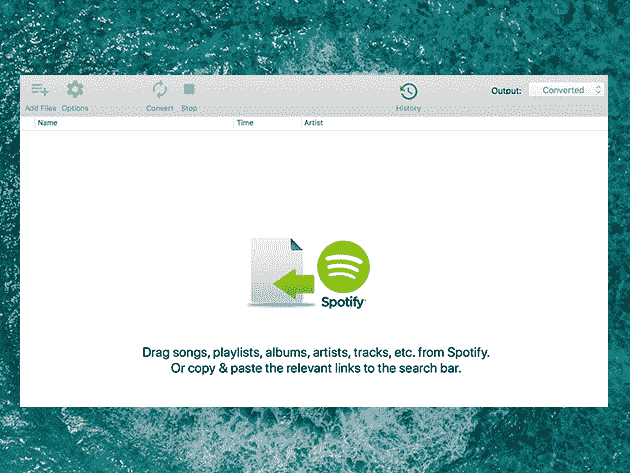 Add Files Options Convert Stop History Output: Converted
Name Time Artist
Spotify
Drag songs, playlists, albums, artists, tracks, etc. from Spotify.
Or copy & paste the relevant links to the search bar.